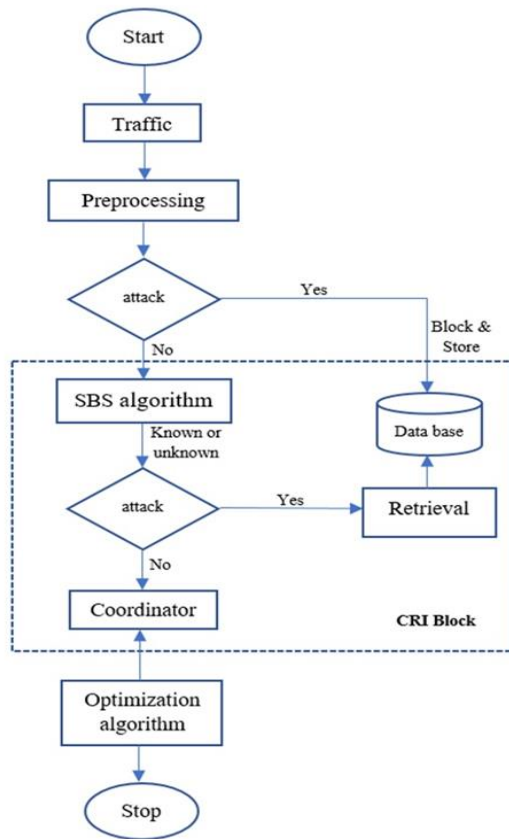 Start
Traffic
Preprocessing
attack
Yes
Block &
Store
No
SBS algorithm
Data base
Known or
unknown
attack
Yes
Retrieval
No
Coordinator
CRI Block
Optimization
algorithm
Stop